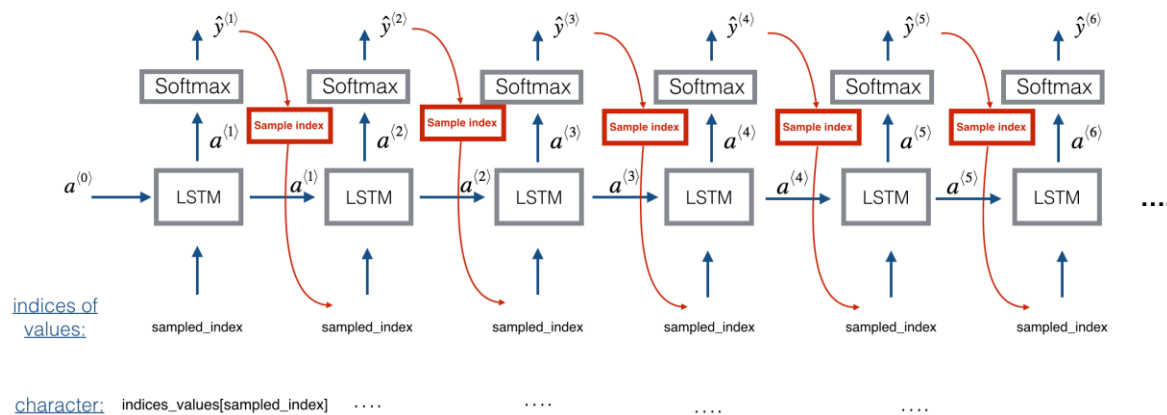 ŷ⟨1⟩ ŷ⟨2⟩ ŷ⟨3⟩ ŷ⟨4⟩ ŷ⟨5⟩ ŷ⟨6⟩
Softmax Softmax Softmax Softmax Softmax Softmax
Sample index Sample index Sample index Sample index Sample index
a⟨1⟩ a⟨2⟩ a⟨3⟩ a⟨4⟩ a⟨5⟩ a⟨6⟩
a⟨0⟩ LSTM a⟨1⟩ LSTM a⟨2⟩ LSTM a⟨3⟩ LSTM a⟨4⟩ LSTM a⟨5⟩ LSTM ....
indices of
values: sampled_index sampled_index sampled_index sampled_index sampled_index sampled_index
character: indices_values[sampled_index] .... .... .... ....